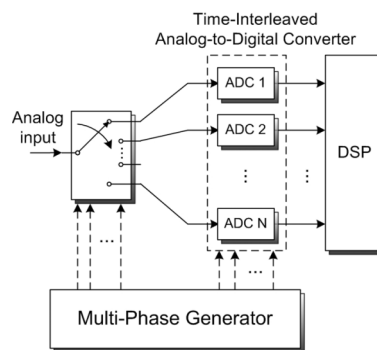 Time-Interleaved
Analog-to-Digital Converter
Analog
input
ADC 1
ADC 2
ADC N
DSP
Multi-Phase Generator